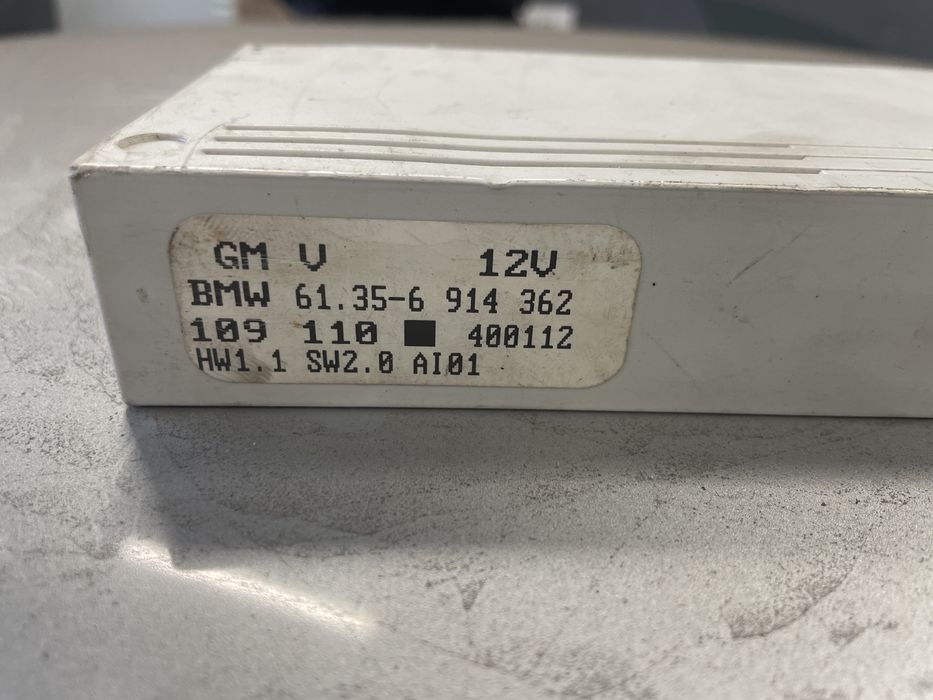 GM V 12V
BMW 61.35-6 914 362
109 110 ■ 400112
HW1.1 SW2.0 AI01